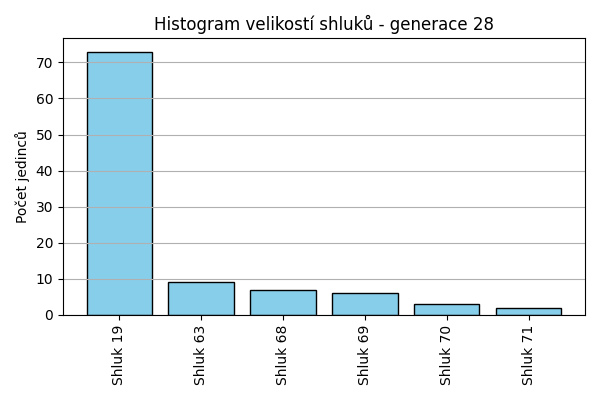 Histogram velikostí shluků - generace 28
Počet jedinců
70
60
50
40
30
20
10
0
Shluk 19
Shluk 63
Shluk 68
Shluk 69
Shluk 70
Shluk 71